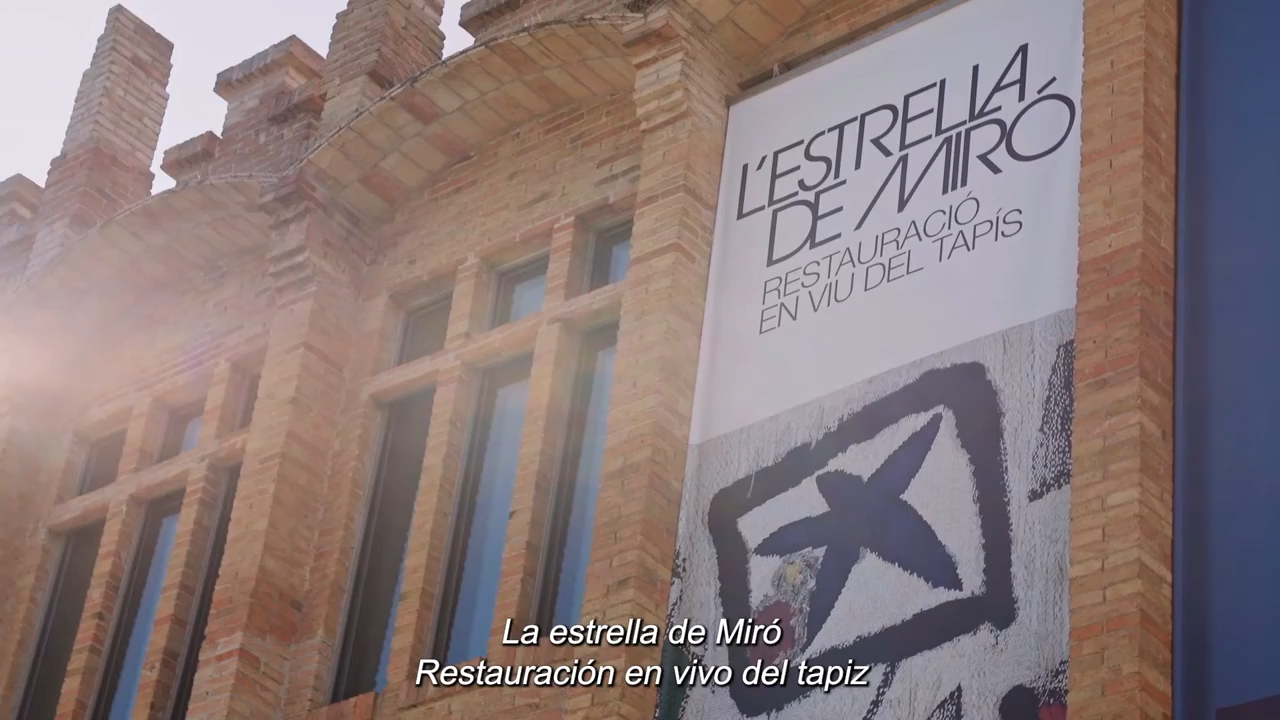 L'ESTRELLA
DE MIRÓ
RESTAURACIÓ
EN VIU DEL TAPÍS
La estrella de Miró
Restauración en vivo del tapiz